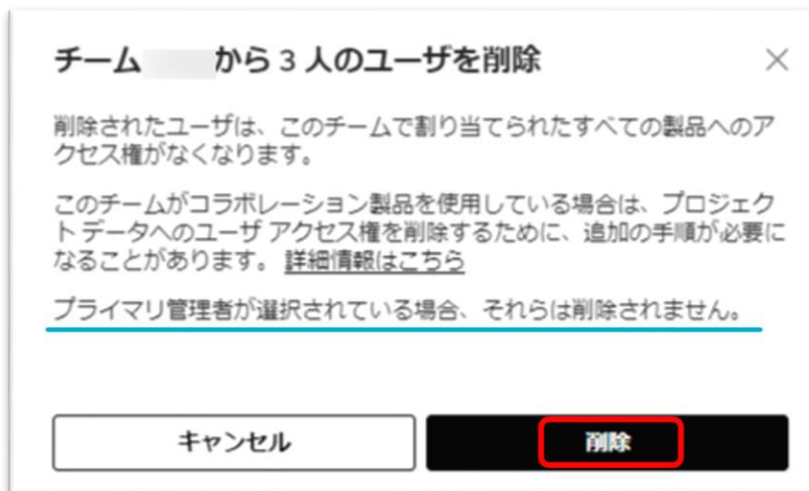 チーム から 3 人のユーザを削除
削除されたユーザは、このチームで割り当てられたすべての製品へのア
クセス権がなくなります。
このチームがコラボレーション製品を使用している場合は、プロジェク
ト データへのユーザ アクセス権を削除するために、追加の手順が必要に
なることがあります。 詳細情報はこちら
プライマリ管理者が選択されている場合、それらは削除されません。
キャンセル
削除